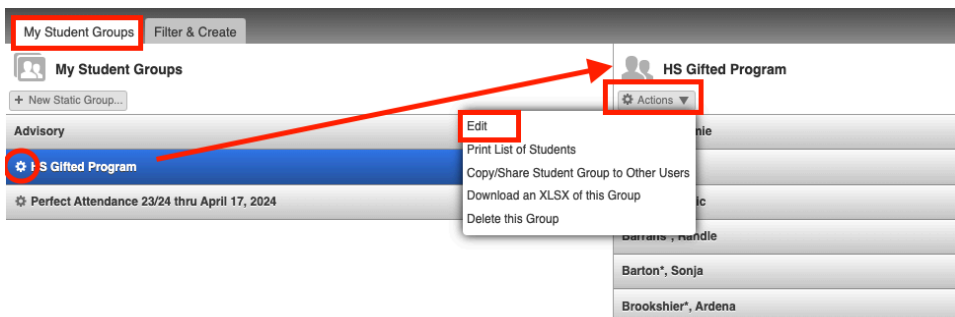 My Student Groups
Filter & Create
My Student Groups
+ New Static Group...
Advisory
HS Gifted Program
Perfect Attendance 23/24 thru April 17, 2024
HS Gifted Program
Actions ▼
Edit
Print List of Students
Copy/Share Student Group to Other Users
Download an XLSX of this Group
Delete this Group
Barton*, Sonja
Brookshier*, Ardena